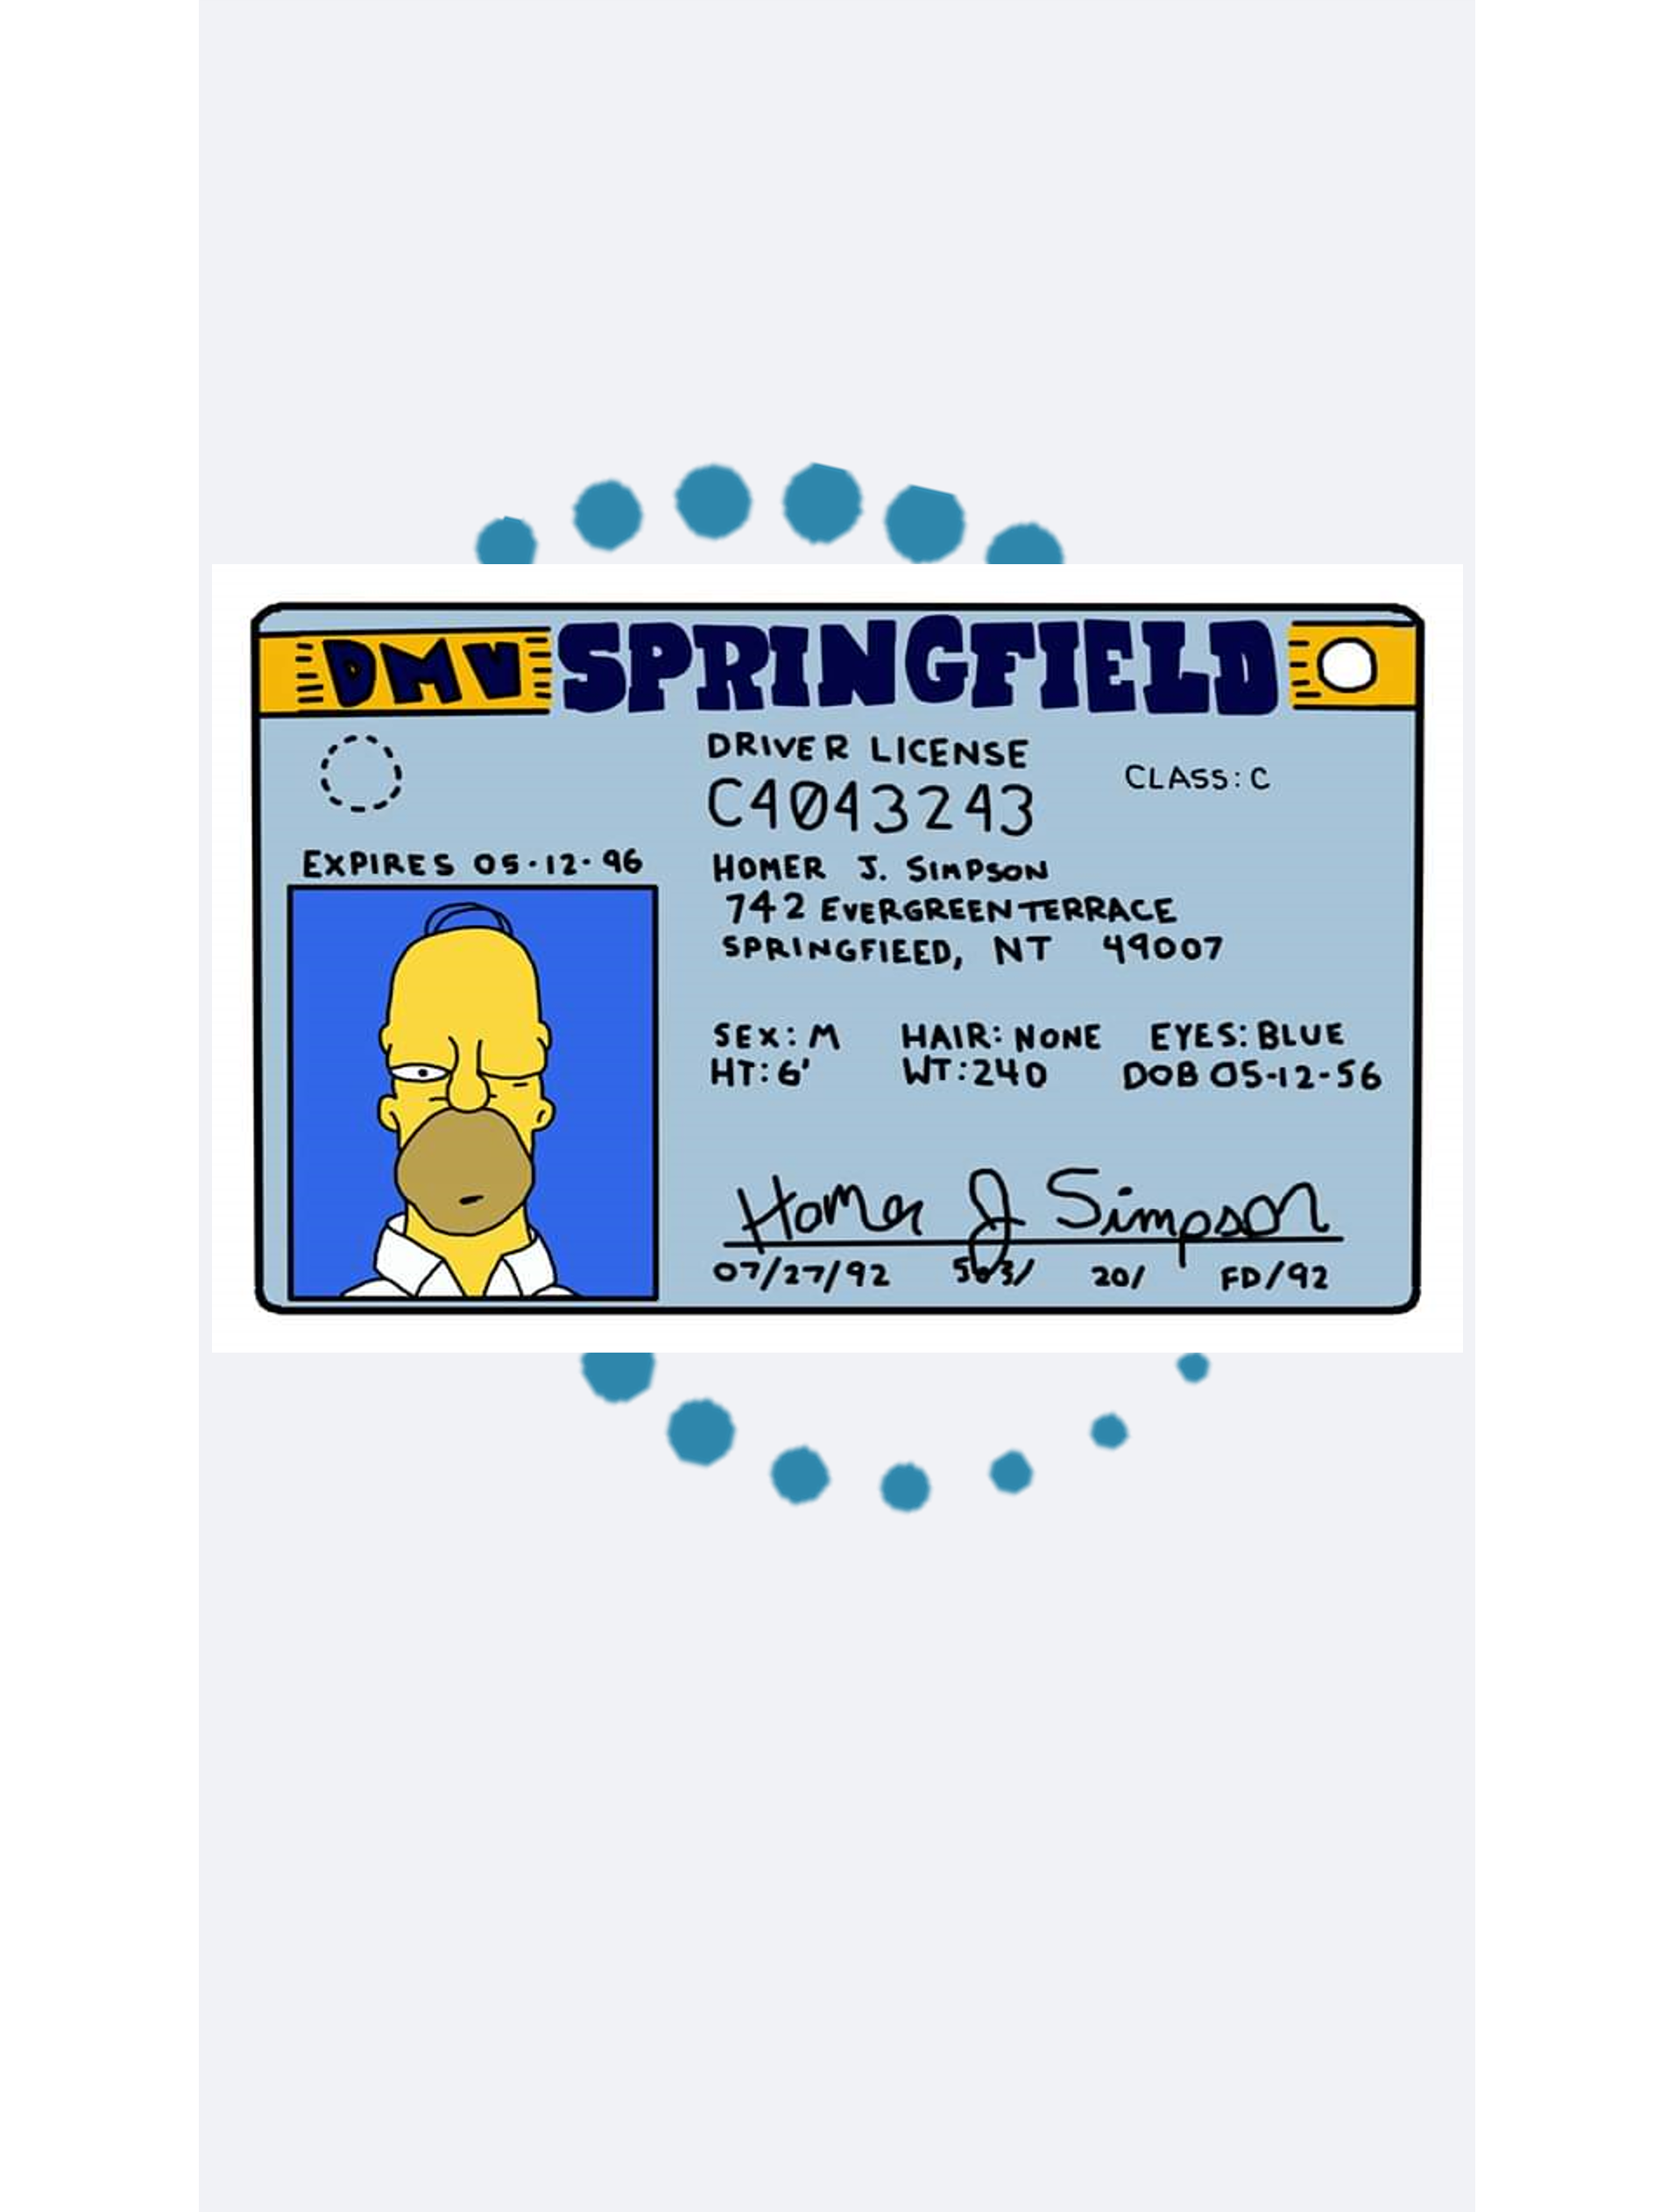 DMV SPRINGFIELD
DRIVER LICENSE
CLASS: C
C4043243
EXPIRES 05-12-96
HOMER J. SIMPSON
742 EVERGREEN TERRACE
SPRINGFIEED, NT 49007
SEX: M HAIR: NONE EYES: BLUE
HT: 6' WT: 240 DOB 05-12-56
Homer J Simpson
07/27/92 20/ FD/92